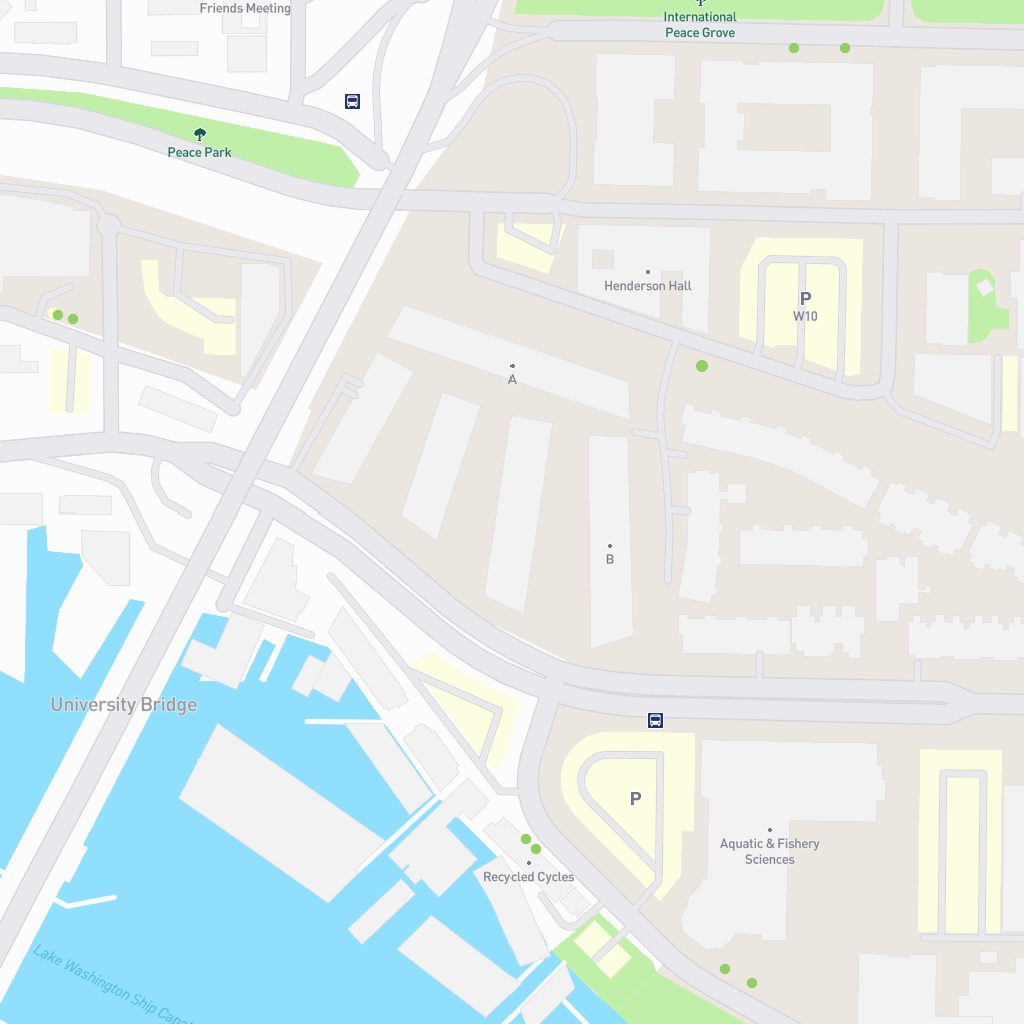 Friends Meeting
International
Peace Grove
Peace Park
Henderson Hall
P
W10
A
B
University Bridge
P
Aquatic & Fishery
Sciences
Recycled Cycles
Lake Washington Ship Canal